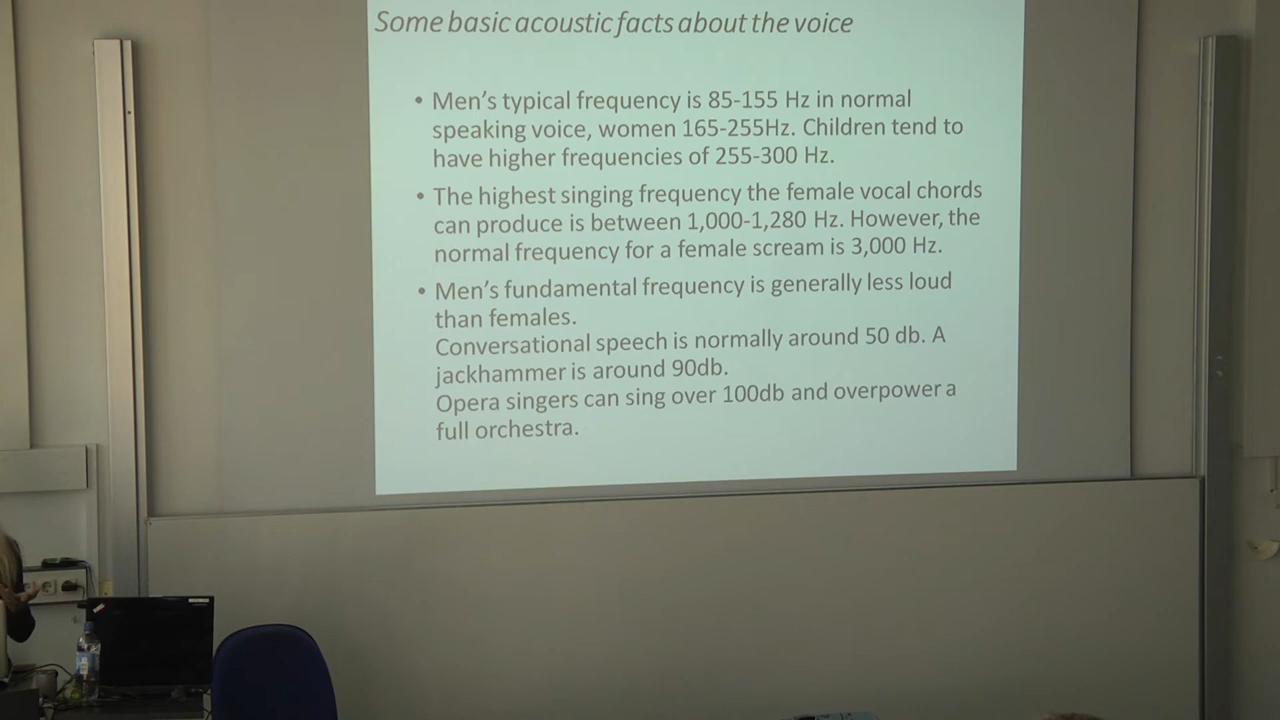 Some basic acoustic facts about the voice
• Men's typical frequency is 85-155 Hz in normal
speaking voice, women 165-255Hz. Children tend to
have higher frequencies of 255-300 Hz.
• The highest singing frequency the female vocal chords
can produce is between 1,000-1,280 Hz. However, the
normal frequency for a female scream is 3,000 Hz.
• Men's fundamental frequency is generally less loud
than females.
Conversational speech is normally around 50 db. A
jackhammer is around 90db.
Opera singers can sing over 100db and overpower a
full orchestra.